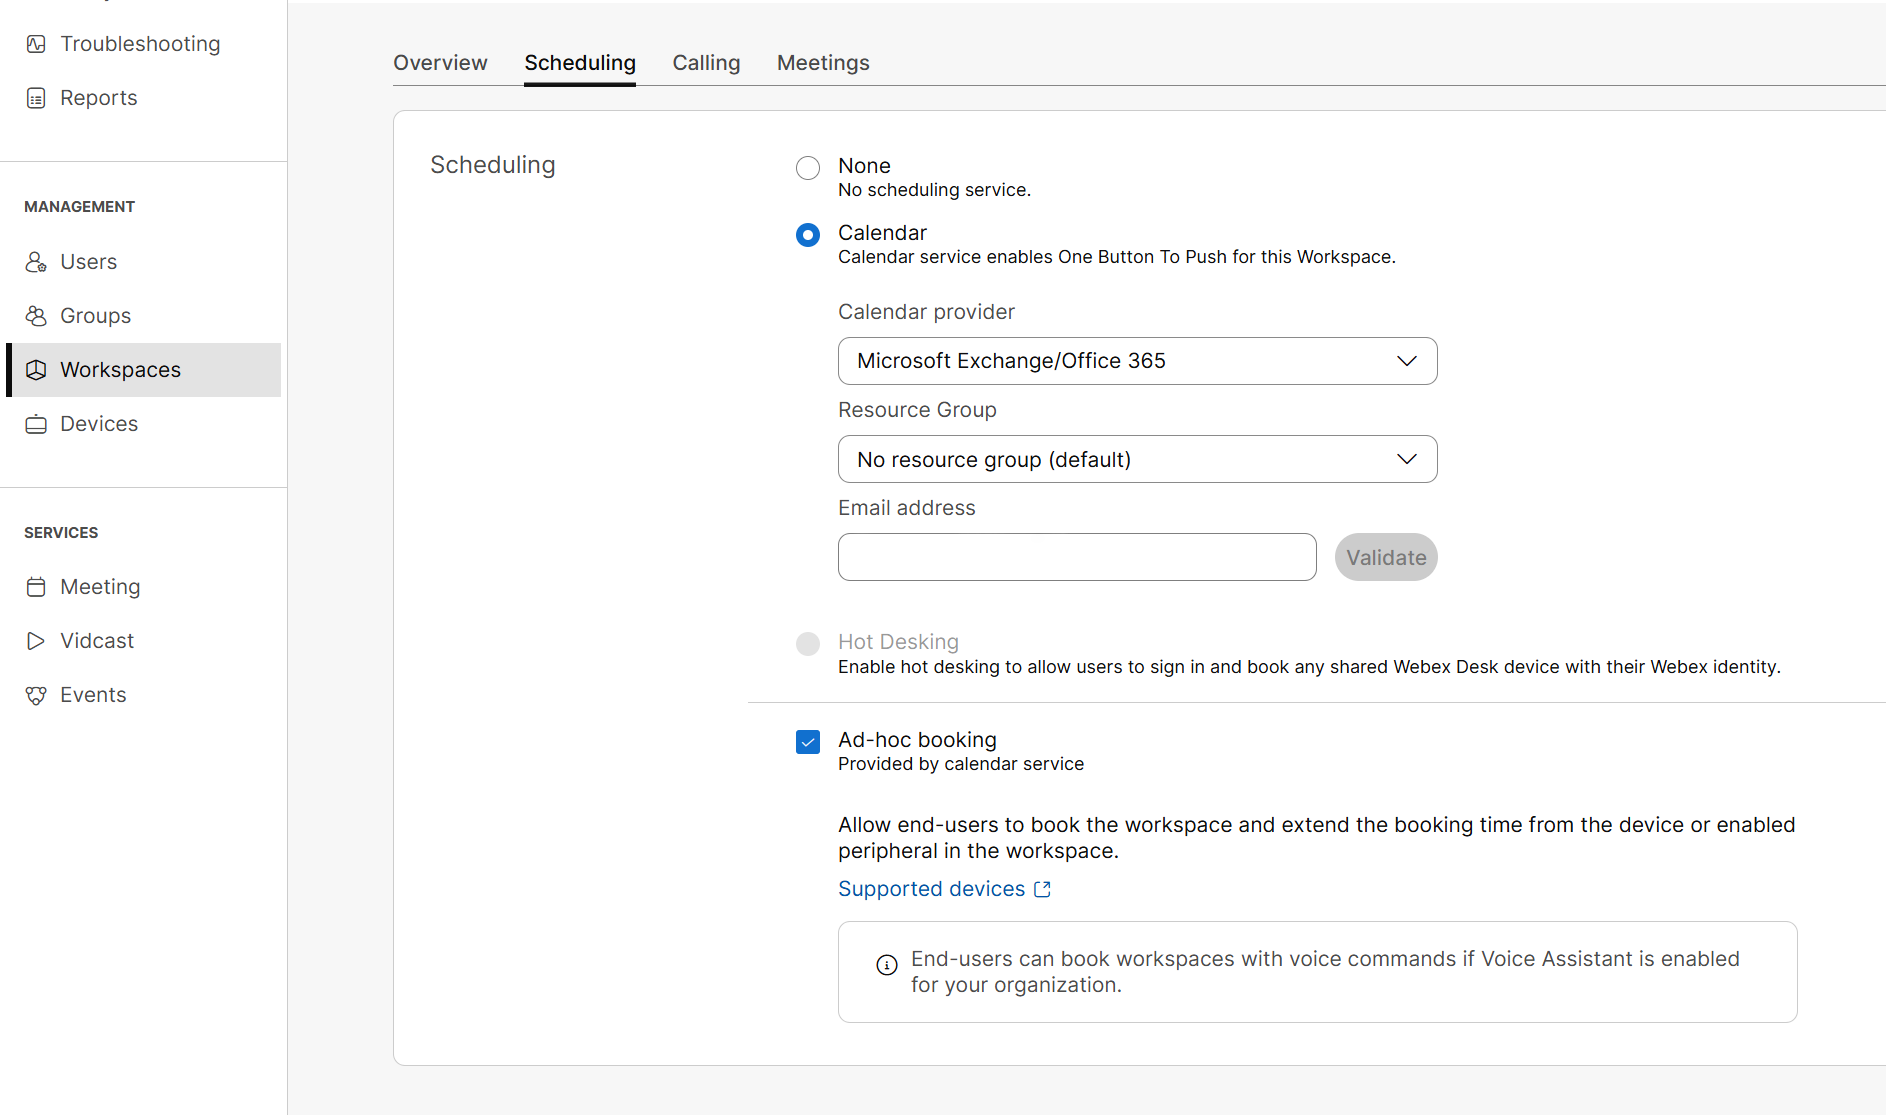 Troubleshooting
Reports
MANAGEMENT
Users
Groups
Workspaces
Devices
SERVICES
Meeting
Vidcast
Events
Overview
Scheduling
Calling
Meetings
Scheduling
None
No scheduling service.
Calendar
Calendar service enables One Button To Push for this Workspace.
Calendar provider
Microsoft Exchange/Office 365
Resource Group
No resource group (default)
Email address
Validate
Hot Desking
Enable hot desking to allow users to sign in and book any shared Webex Desk device with their Webex identity.
Ad-hoc booking
Provided by calendar service
Allow end-users to book the workspace and extend the booking time from the device or enabled
peripheral in the workspace.
Supported devices
End-users can book workspaces with voice commands if Voice Assistant is enabled
for your organization.